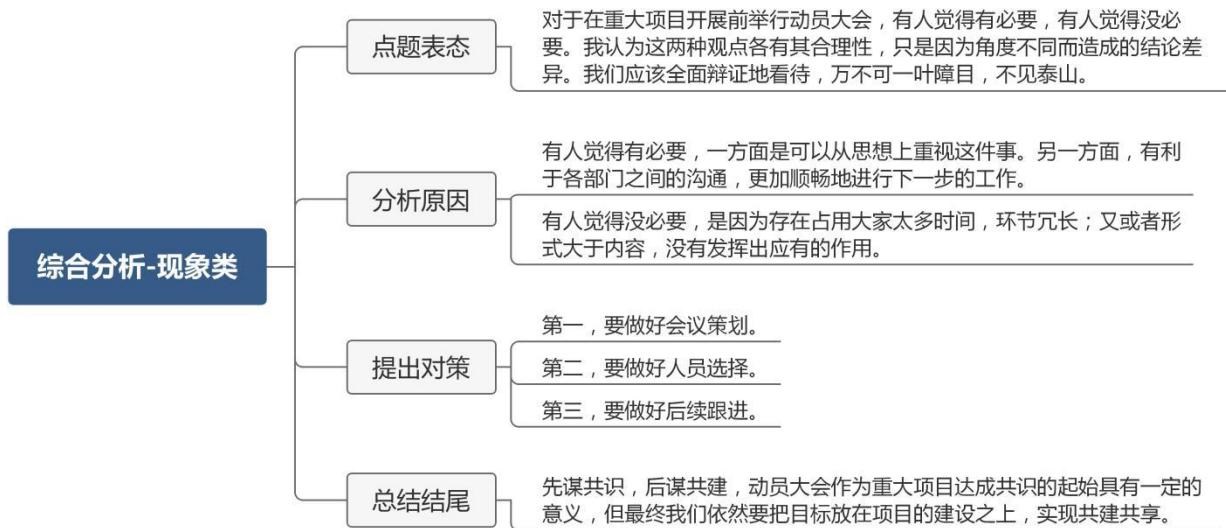 综合分析-现象类
点题表态
对于在重大项目开展前举行动员大会，有人觉得有必要，有人觉得没必
要。我认为这两种观点各有其合理性，只是因为角度不同而造成的结论差
异。我们应该全面辩证地看待，万不可一叶障目，不见泰山。
分析原因
有人觉得有必要，一方面是可以从思想上重视这件事。另一方面，有利
于各部门之间的沟通，更加顺畅地进行下一步的工作。
有人觉得没必要，是因为存在占用大家太多时间，环节冗长；又或者形
式大于内容，没有发挥出应有的作用。
提出对策
第一，要做好会议策划。
第二，要做好人员选择。
第三，要做好后续跟进。
总结结尾
先谋共识，后谋共建，动员大会作为重大项目达成共识的起始具有一定的
意义，但最终我们依然要把目标放在项目的建设之上，实现共建共享。